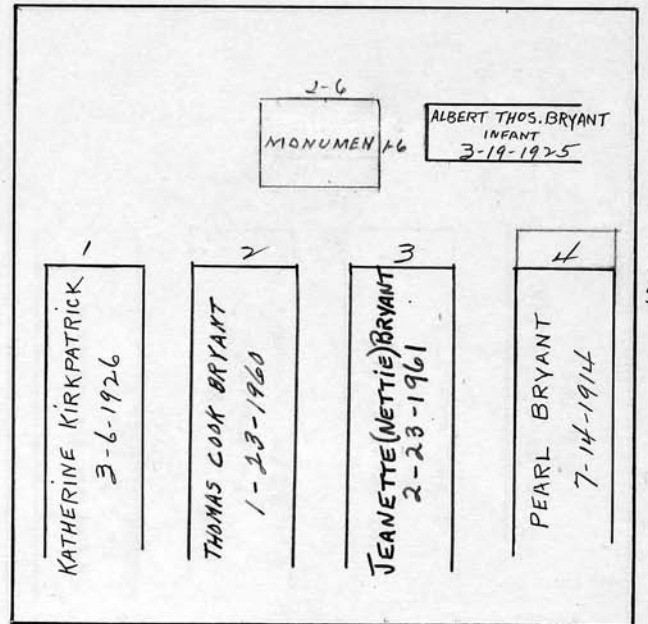 2-6
MONUMEN 1-6
ALBERT THOS. BRYANT
INFANT
3-19-1925
1
KATHERINE KIRKPATRICK
3-6-1926
2
THOMAS COOK BRYANT
1-23-1960
3
JEANETTE (NETTIE) BRYANT
2-23-1961
4
PEARL BRYANT
7-14-1914